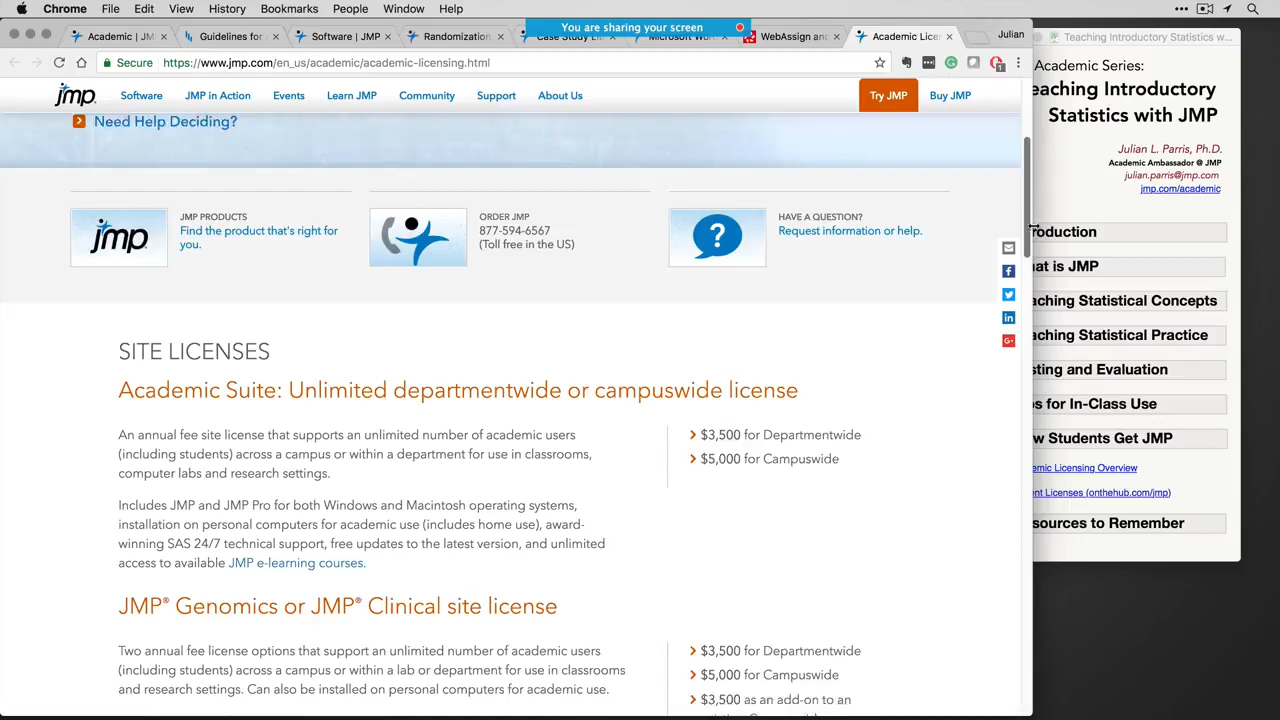 Chrome File Edit View History Bookmarks People Window Help
You are sharing your screen
Academic | JM
Guidelines for
Software | JMP
Randomization
Case Study Lib
Microsoft Wor
WebAssign and
Academic Lice
Julian
Secure https://www.jmp.com/en_us/academic/academic-licensing.html
jmp Software JMP in Action Events Learn JMP Community Support About Us Try JMP Buy JMP
Need Help Deciding?
jmp
JMP PRODUCTS
Find the product that's right for
you.
ORDER JMP
877-594-6567
(Toll free in the US)
?
HAVE A QUESTION?
Request information or help.
SITE LICENSES
Academic Suite: Unlimited departmentwide or campuswide license
An annual fee site license that supports an unlimited number of academic users
(including students) across a campus or within a department for use in classrooms,
computer labs and research settings.
$3,500 for Departmentwide
$5,000 for Campuswide
Includes JMP and JMP Pro for both Windows and Macintosh operating systems,
installation on personal computers for academic use (includes home use), award-
winning SAS 24/7 technical support, free updates to the latest version, and unlimited
access to available JMP e-learning courses.
JMP® Genomics or JMP® Clinical site license
Two annual fee license options that support an unlimited number of academic users
(including students) across a campus or within a lab or department for use in classrooms
and research settings. Can also be installed on personal computers for academic use.
$3,500 for Departmentwide
$5,000 for Campuswide
$3,500 as an add-on to an
Teaching Introductory Statistics w...
Academic Series:
eaching Introductory
Statistics with JMP
Julian L. Parris, Ph.D.
Academic Ambassador @ JMP
julian.parris@jmp.com
jmp.com/academic
roduction
at is JMP
aching Statistical Concepts
aching Statistical Practice
sting and Evaluation
s for In-Class Use
w Students Get JMP
emic Licensing Overview
ent Licenses (onthehub.com/jmp)
sources to Remember